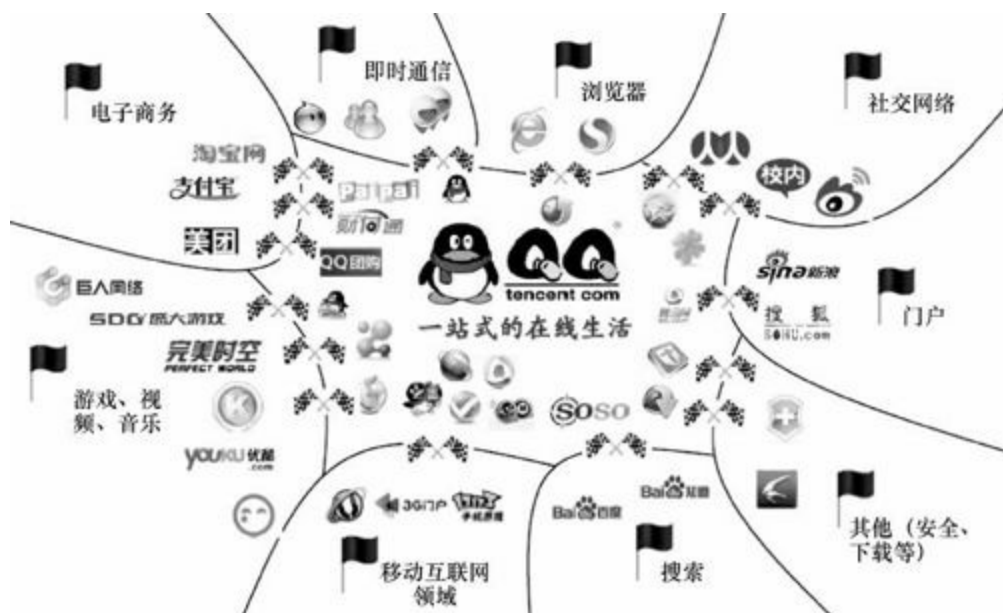 即时通信
浏览器
社交网络
电子商务
淘宝网
支付宝
PaiPai
财付通
校内
美团
QQ团购
tencent com
一站式的在线生活
sina新浪
搜狐
SOHU.com
门户
巨人网络
SDG盛大游戏
完美时空
PERFECT WORLD
游戏、视
频、音乐
K
YOUKU优酷
.com
SOSO
3G门户
手机游戏
Bai百度
Bai
移动互联网
领域
搜索
其他（安全、
下载等）